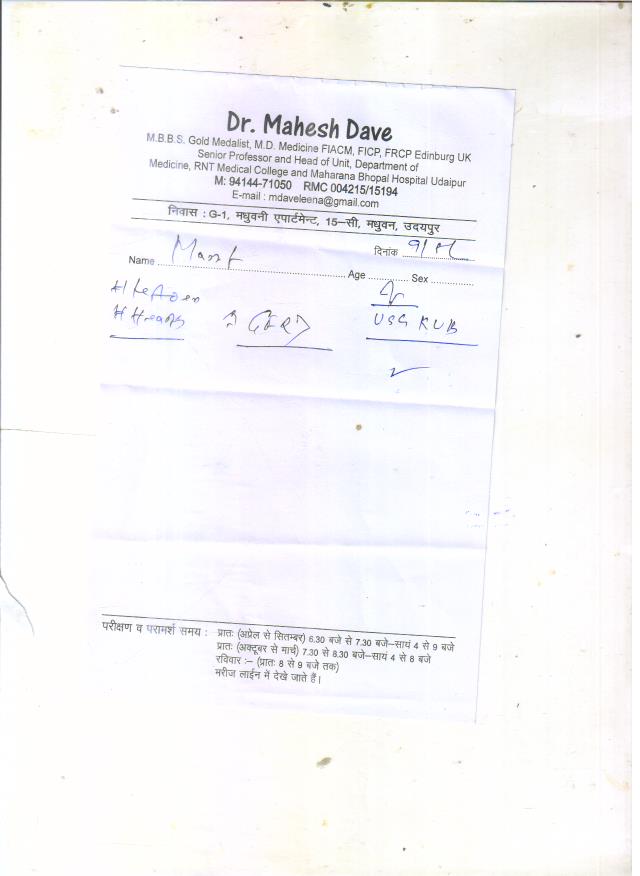 Dr. Mahesh Dave
M.B.B.S. Gold Medalist, M.D. Medicine FIACM, FICP, FRCP Edinburg UK
Senior Professor and Head of Unit, Department of
Medicine, RNT Medical College and Maharana Bhopal Hospital Udaipur
M: 94144-71050 RMC 004215/15194
E-mail : mdaveleena@gmail.com
निवास : G-1, मधुवनी एपार्टमेन्ट, 15–सी, मधुवन, उदयपुर
दिनांक
Name Age Sex
GERD USG KUB
परीक्षण व परामर्श समय : प्रातः (अप्रेल से सितम्बर) 6.30 बजे से 7.30 बजे–सायं 4 से 9 बजे
प्रातः (अक्टूबर से मार्च) 7.30 से 8.30 बजे–सायं 4 से 8 बजे
रविवार :– (प्रातः 8 से 9 बजे तक)
मरीज लाईन में देखे जाते हैं।